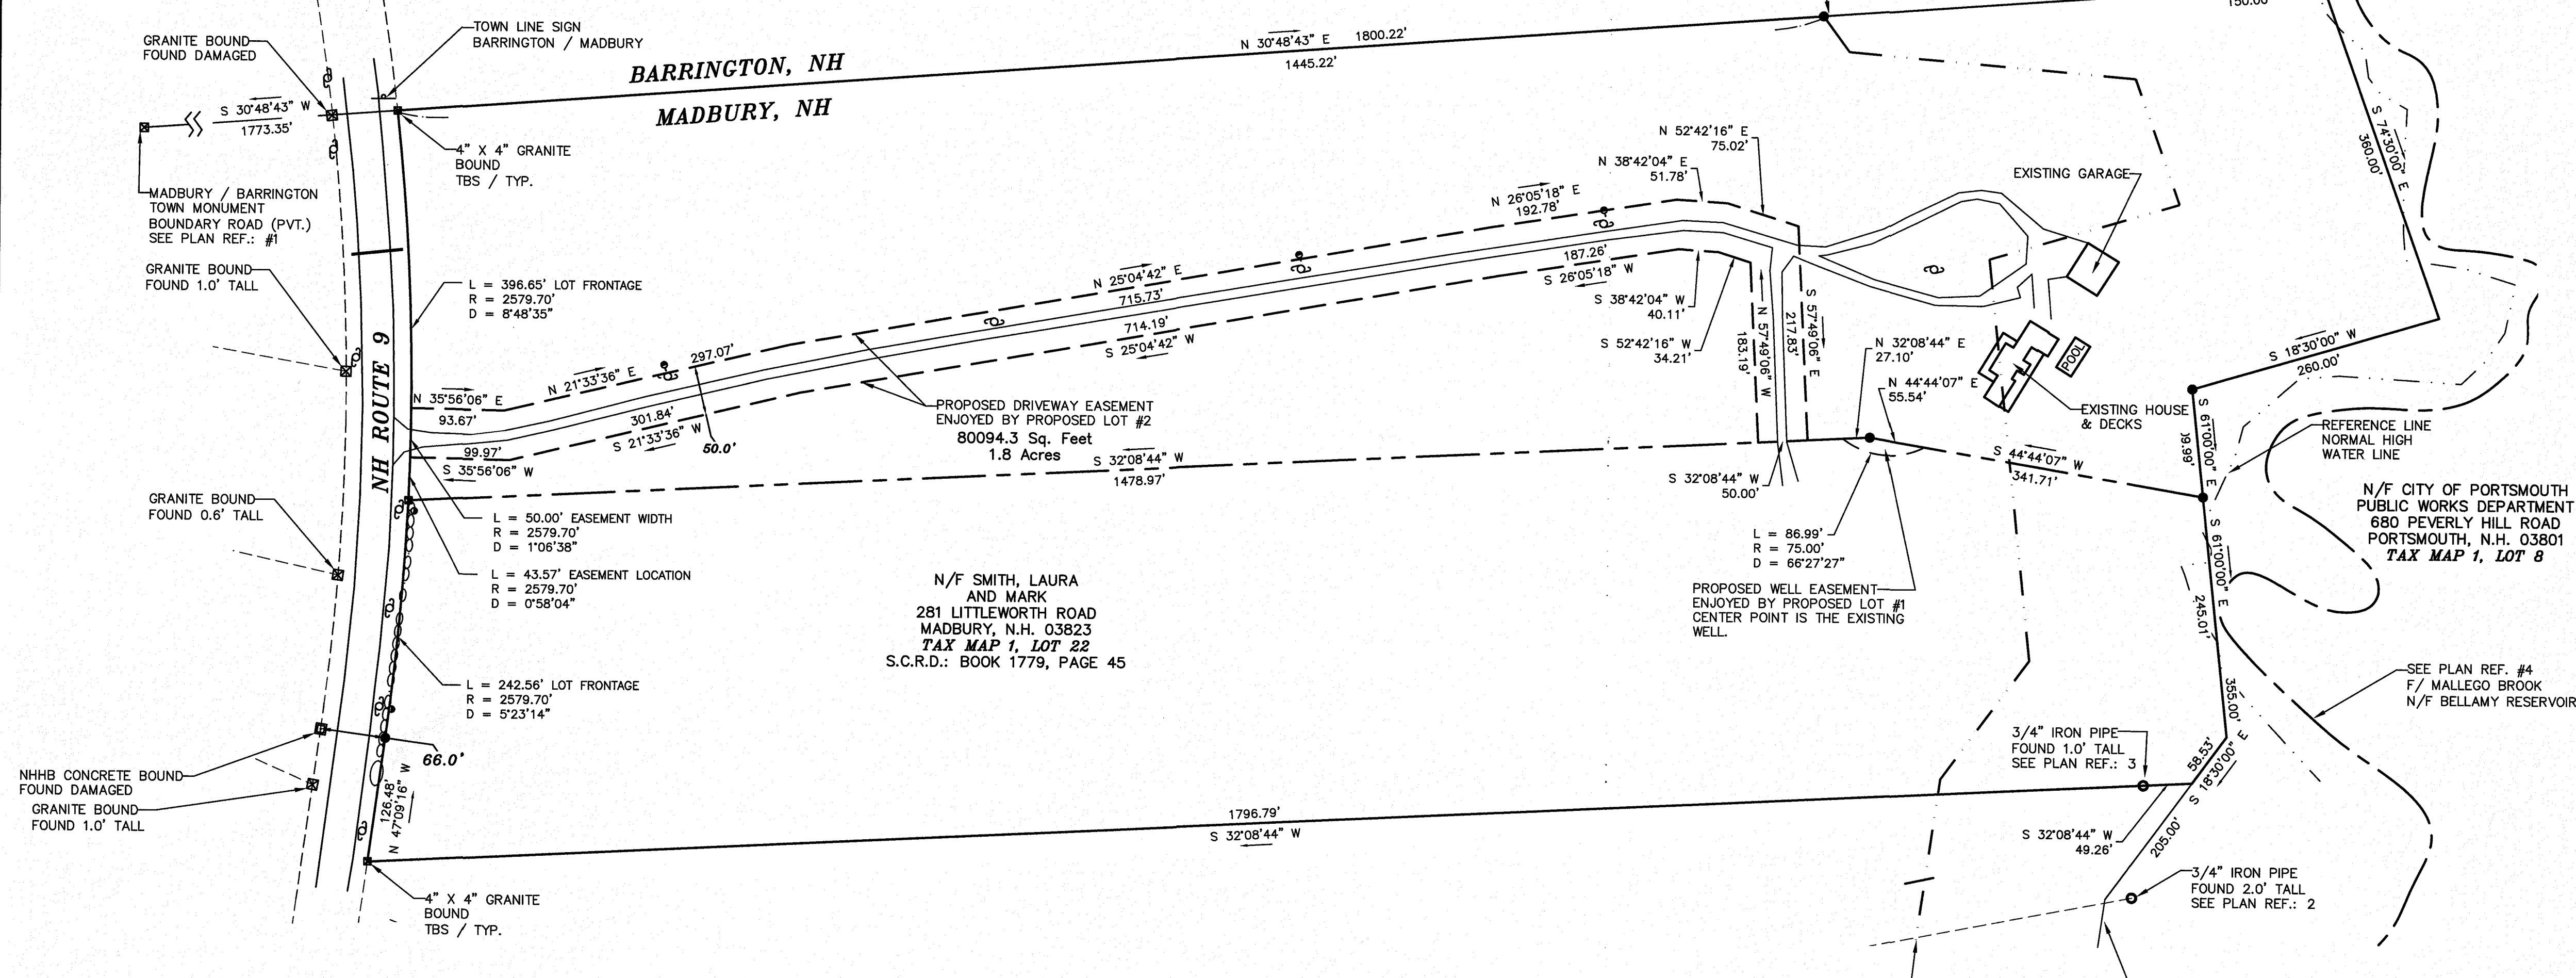 TOWN LINE SIGN
BARRINGTON / MADBURY
GRANITE BOUND
FOUND DAMAGED
S 30°48'43" W
1773.35'
MADBURY / BARRINGTON
TOWN MONUMENT
BOUNDARY ROAD (PVT.)
SEE PLAN REF.: #1
4" X 4" GRANITE
BOUND
TBS / TYP.
BARRINGTON, NH
MADBURY, NH
N 30°48'43" E 1800.22'
1445.22'
150.00'
S 74°30'00" E
360.00'
GRANITE BOUND
FOUND 1.0' TALL
L = 396.65' LOT FRONTAGE
R = 2579.70'
D = 8°48'35"
NH ROUTE 9
N 35°56'06" E
93.67'
N 21°33'36" E
297.07'
N 25°04'42" E
715.73'
N 26°05'18" E
192.78'
N 38°42'04" E
51.78'
N 52°42'16" E
75.02'
EXISTING GARAGE
187.26'
S 26°05'18" W
714.19'
S 25°04'42" W
S 38°42'04" W
40.11'
S 52°42'16" W
34.21'
N 57°49'06" W
183.19'
S 57°49'06" E
217.83'
301.84'
S 21°33'36" W
50.0'
99.97'
S 35°56'06" W
PROPOSED DRIVEWAY EASEMENT
ENJOYED BY PROPOSED LOT #2
80094.3 Sq. Feet
1.8 Acres
S 32°08'44" W
1478.97'
N 32°08'44" E
27.10'
N 44°44'07" E
55.54'
POOL
EXISTING HOUSE
& DECKS
S 18°30'00" W
260.00'
S 61°00'00" E
REFERENCE LINE
NORMAL HIGH
WATER LINE
S 44°44'07" W
341.71'
S 32°08'44" W
50.00'
N/F CITY OF PORTSMOUTH
PUBLIC WORKS DEPARTMENT
680 PEVERLY HILL ROAD
PORTSMOUTH, N.H. 03801
TAX MAP 1, LOT 8
GRANITE BOUND
FOUND 0.6' TALL
L = 50.00' EASEMENT WIDTH
R = 2579.70'
D = 1°06'38"
L = 43.57' EASEMENT LOCATION
R = 2579.70'
D = 0°58'04"
L = 86.99'
R = 75.00'
D = 66°27'27"
PROPOSED WELL EASEMENT
ENJOYED BY PROPOSED LOT #1
CENTER POINT IS THE EXISTING
WELL.
S 61°00'00" E
245.01'
355.00'
N/F SMITH, LAURA
AND MARK
281 LITTLEWORTH ROAD
MADBURY, N.H. 03823
TAX MAP 1, LOT 22
S.C.R.D.: BOOK 1779, PAGE 45
L = 242.56' LOT FRONTAGE
R = 2579.70'
D = 5°23'14"
SEE PLAN REF. #4
F/ MALLEGO BROOK
N/F BELLAMY RESERVOIR
66.0'
NHHB CONCRETE BOUND
FOUND DAMAGED
GRANITE BOUND
FOUND 1.0' TALL
126.48'
N 47°09'16" W
3/4" IRON PIPE
FOUND 1.0' TALL
SEE PLAN REF.: 3
58.53'
S 18°30'00" E
205.00'
1796.79'
S 32°08'44" W
S 32°08'44" W
49.26'
3/4" IRON PIPE
FOUND 2.0' TALL
SEE PLAN REF.: 2
4" X 4" GRANITE
BOUND
TBS / TYP.